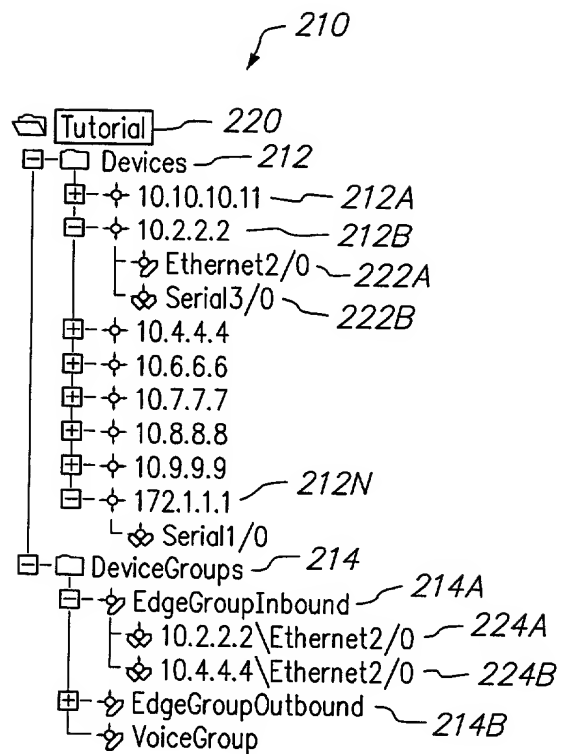 210
Tutorial 220
Devices 212
10.10.10.11 212A
10.2.2.2 212B
Ethernet2/0 222A
Serial3/0 222B
10.4.4.4
10.6.6.6
10.7.7.7
10.8.8.8
10.9.9.9
172.1.1.1 212N
Serial1/0
DeviceGroups 214
EdgeGroupInbound 214A
10.2.2.2\Ethernet2/0 224A
10.4.4.4\Ethernet2/0 224B
EdgeGroupOutbound 214B
VoiceGroup